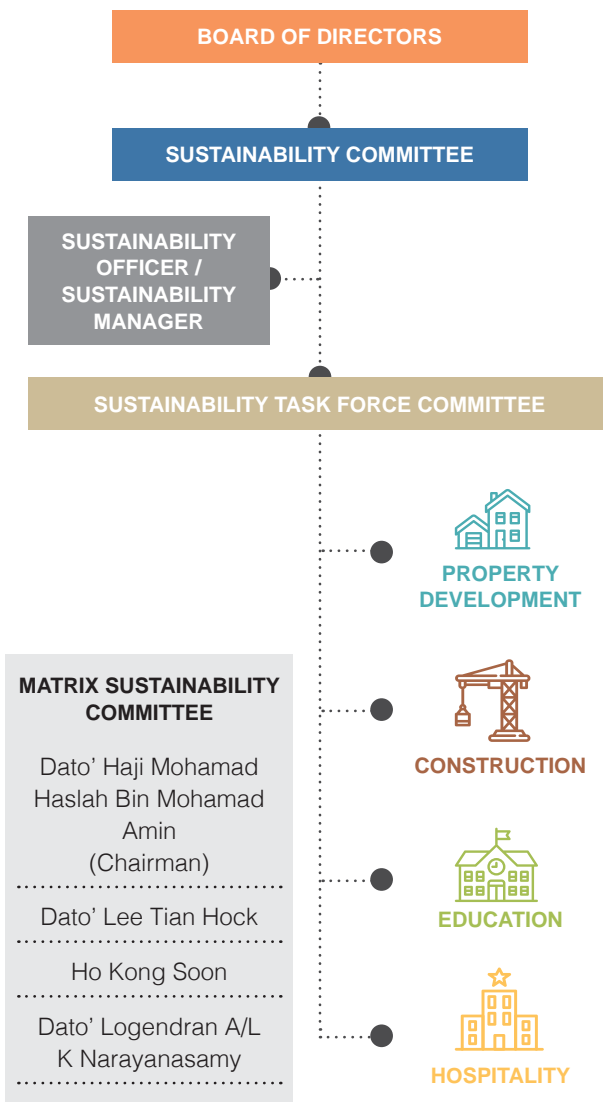 BOARD OF DIRECTORS
SUSTAINABILITY COMMITTEE
SUSTAINABILITY
OFFICER /
SUSTAINABILITY
MANAGER
SUSTAINABILITY TASK FORCE COMMITTEE
PROPERTY
DEVELOPMENT
CONSTRUCTION
EDUCATION
HOSPITALITY
MATRIX SUSTAINABILITY
COMMITTEE
Dato' Haji Mohamad
Haslah Bin Mohamad
Amin
(Chairman)
Dato' Lee Tian Hock
Ho Kong Soon
Dato' Logendran A/L
K Narayanasamy